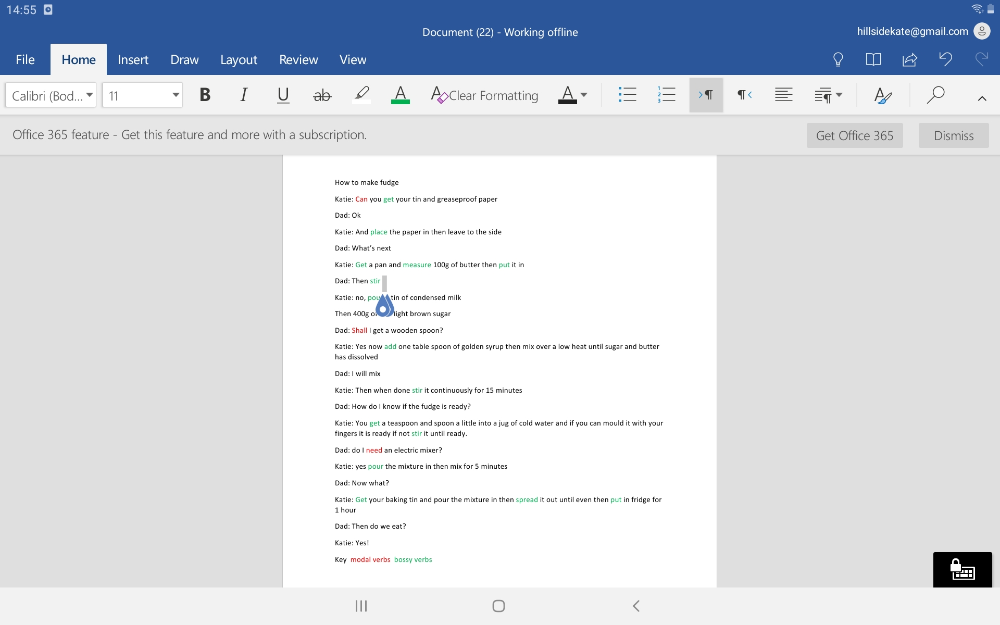 14:55
Document (22) - Working offline
hillsidekate@gmail.com
File Home Insert Draw Layout Review View
Calibri (Bod... 11 B I U ab A A Clear Formatting A
Office 365 feature - Get this feature and more with a subscription. Get Office 365 Dismiss
How to make fudge
Katie: Can you get your tin and greaseproof paper
Dad: Ok
Katie: And place the paper in then leave to the side
Dad: What's next
Katie: Get a pan and measure 100g of butter then put it in
Dad: Then stir
Katie: no, tin of condensed milk
Then 400g light brown sugar
Dad: Shall I get a wooden spoon?
Katie: Yes now add one table spoon of golden syrup then mix over a low heat until sugar and butter
has dissolved
Dad: I will mix
Katie: Then when done stir it continuously for 15 minutes
Dad: How do I know if the fudge is ready?
Katie: You get a teaspoon and spoon a little into a jug of cold water and if you can mould it with your
fingers it is ready if not stir it until ready.
Dad: do I need an electric mixer?
Katie: yes pour the mixture in then mix for 5 minutes
Dad: Now what?
Katie: Get your baking tin and pour the mixture in then spread it out until even then put in fridge for
1 hour
Dad: Then do we eat?
Katie: Yes!
Key modal verbs bossy verbs